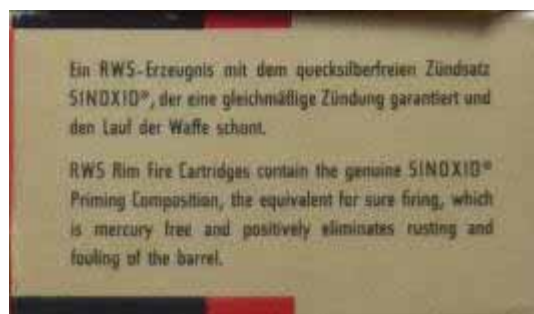 Ein RWS-Erzeugnis mit dem quecksilberfreien Zündsatz
SINOXID®, der eine gleichmäßige Zündung garantiert und
den Lauf der Waffe schont.
RWS Rim Fire Cartridges contain the genuine SINOXID®
Priming Composition, the equivalent for sure firing, which
is mercury free and positively eliminates rusting and
fouling of the barrel.